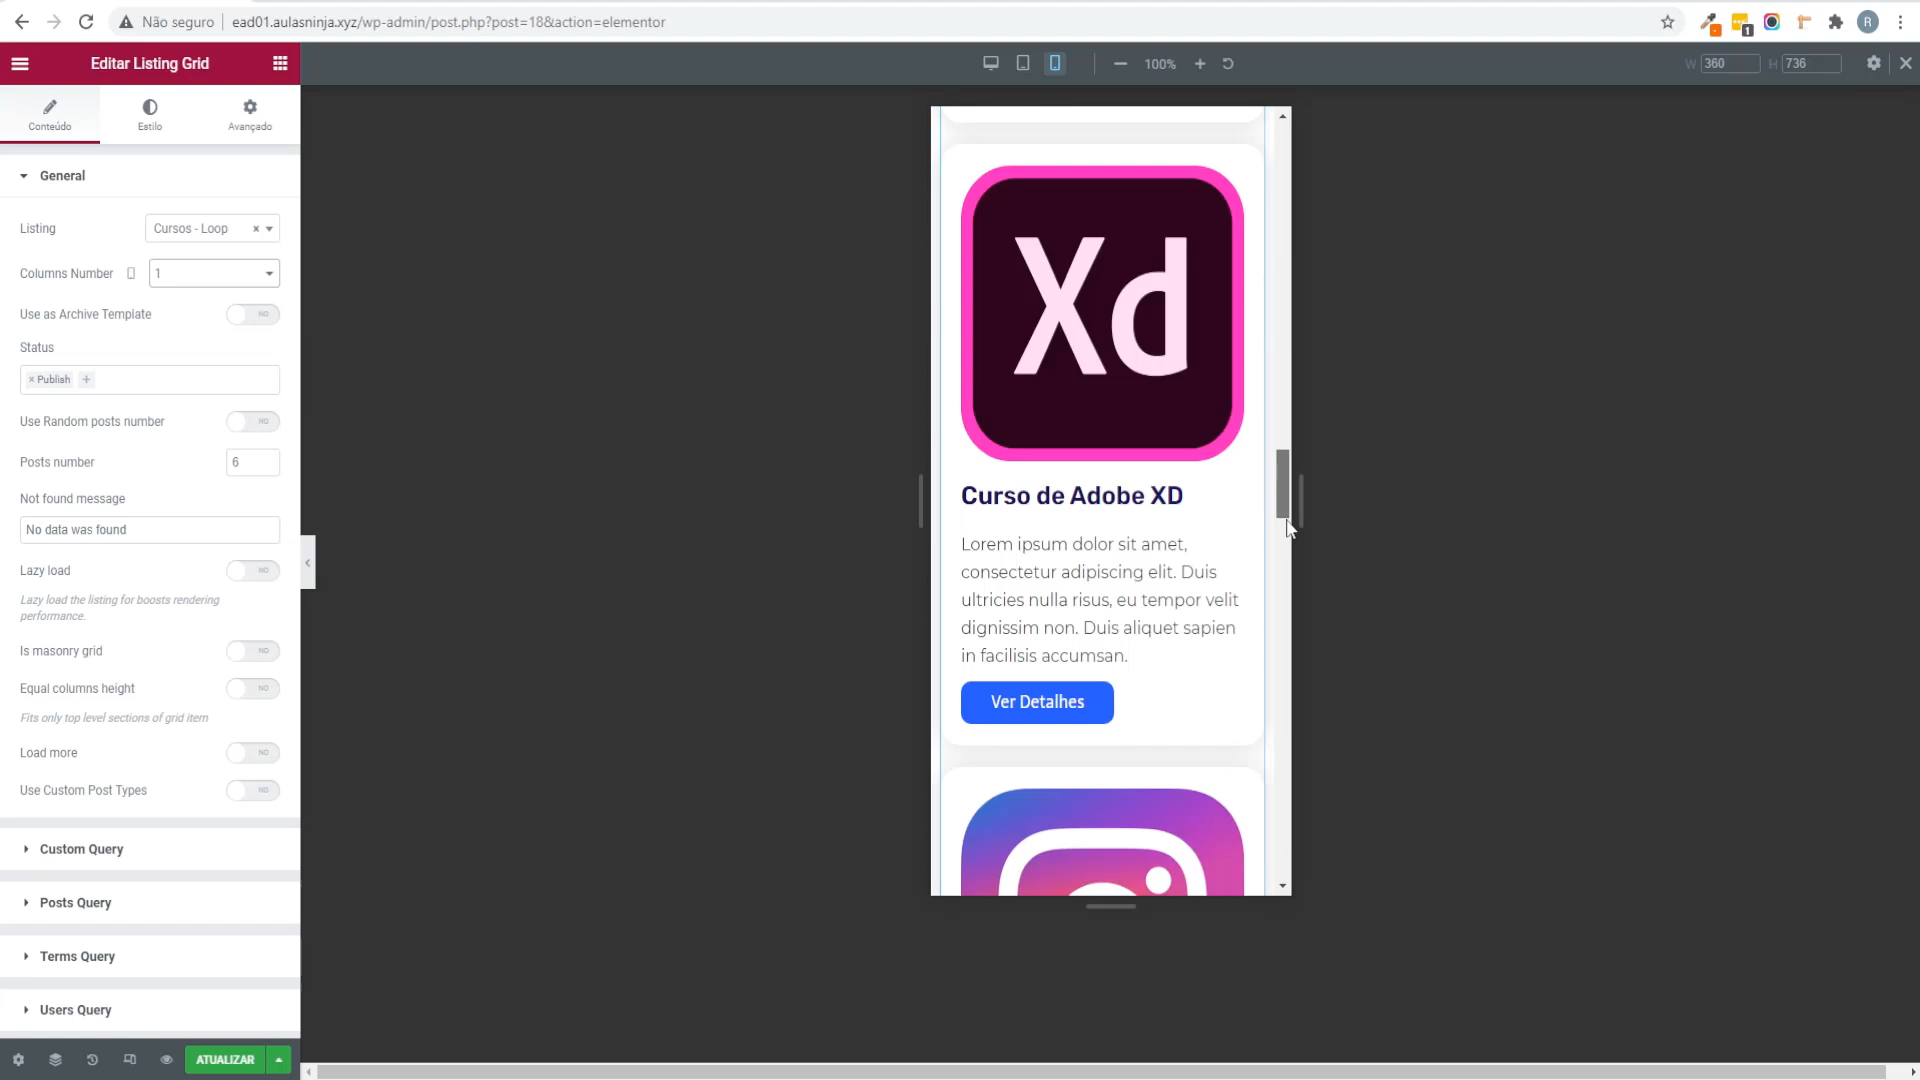 Não seguro
ead01.aulasninja.xyz/wp-admin/post.php?post=18&action=elementor
1
R
Editar Listing Grid
100%
W 360
H 736
Conteúdo
Estilo
Avançado
General
Listing
Cursos - Loop
×
Columns Number
1
Use as Archive Template
NO
Status
× Publish +
Use Random posts number
NO
Posts number
6
Not found message
No data was found
Lazy load
NO
Lazy load the listing for boosts rendering
performance.
Is masonry grid
NO
Equal columns height
NO
Fits only top level sections of grid item
Load more
NO
Use Custom Post Types
NO
Custom Query
Posts Query
Terms Query
Users Query
ATUALIZAR
Xd
Curso de Adobe XD
Lorem ipsum dolor sit amet,
consectetur adipiscing elit. Duis
ultricies nulla risus, eu tempor velit
dignissim non. Duis aliquet sapien
in facilisis accumsan.
Ver Detalhes